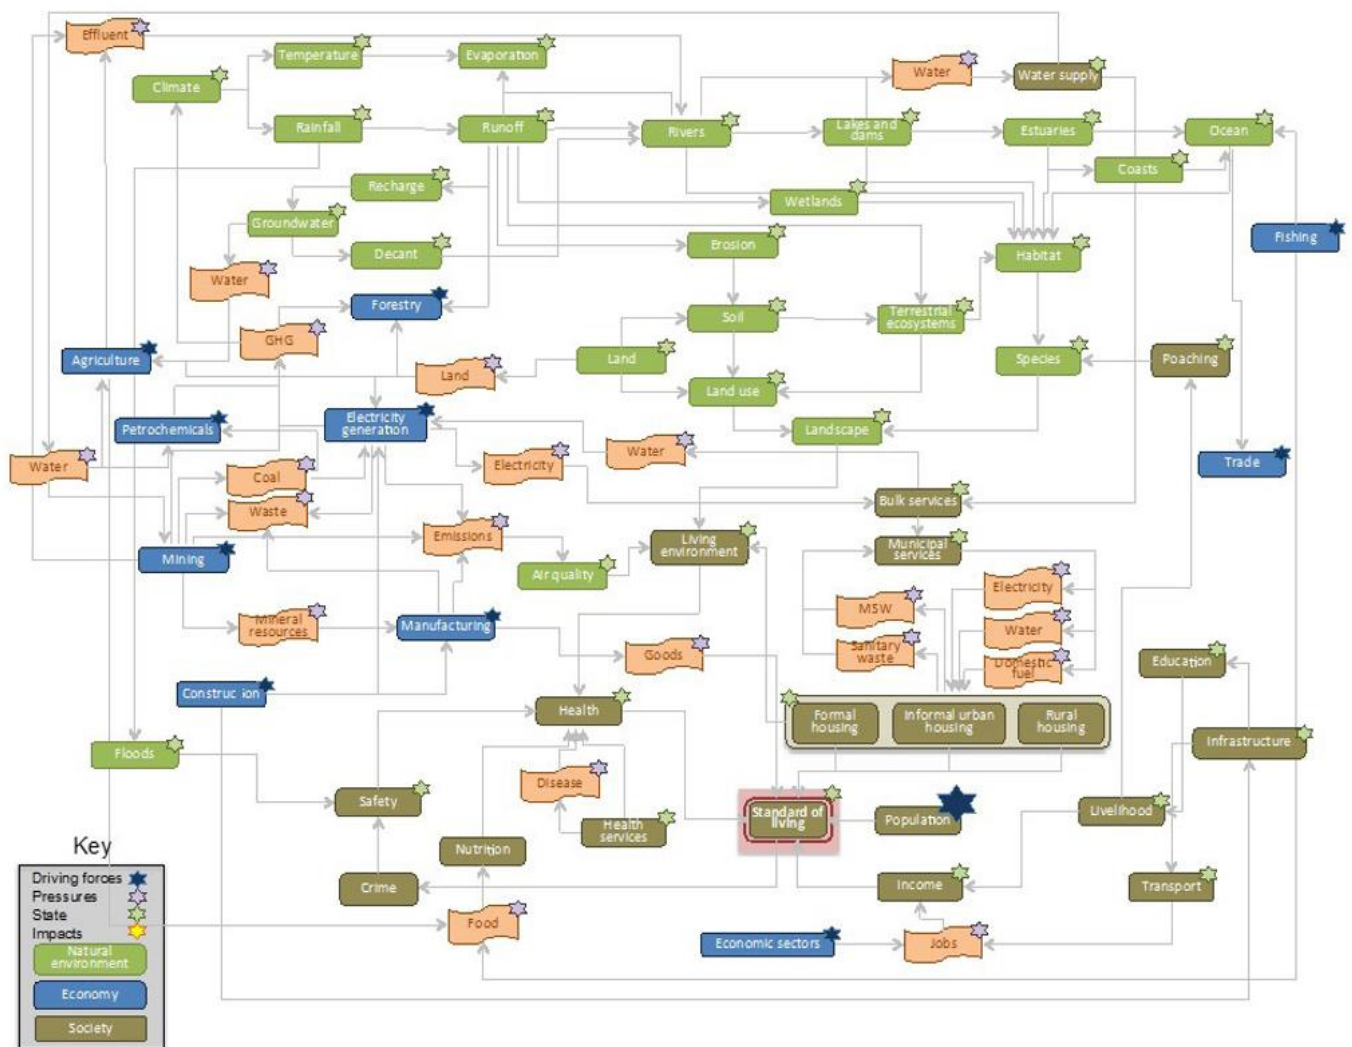 Effluent
Temperature
Evaporation
Water
Water supply
Climate
Rainfall
Runoff
Rivers
Lakes and
dams
Estuaries
Ocean
Coasts
Recharge
Wetlands
Groundwater
Decant
Erosion
Habitat
Fishing
Water
Forestry
Soil
Terrestrial
ecosystems
GHG
Agriculture
Land
Land
Species
Poaching
Land use
Petrochemicals
Electricity
generation
Landscape
Water
Coal
Electricity
Water
Trade
Waste
Bulk services
Mining
Emissions
Living
environment
Municipal
services
Air quality
Electricity
MSW
Mineral
resources
Manufacturing
Water
Goods
Sanitary
waste
Domestic
fuel
Education
Construc ion
Health
Formal
housing
Informal urban
housing
Rural
housing
Infrastructure
Floods
Disease
Safety
Standard of
living
Population
Livelihood
Health
services
Nutrition
Crime
Income
Transport
Food
Economic sectors
Jobs
Key
Driving forces
Pressures
State
Impacts
Natural
environment
Economy
Society